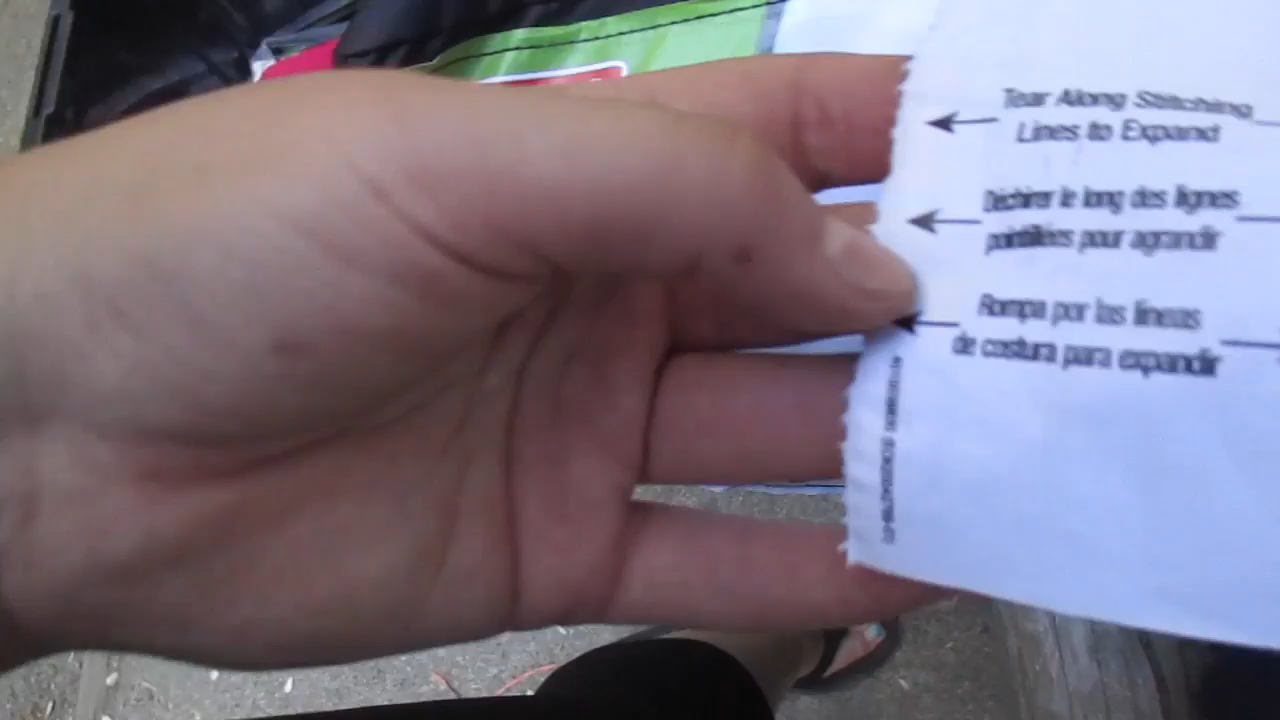 Tear Along Stitching
Lines to Expand
Déchirer le long des lignes
pointillées pour agrandir
Rompa por las líneas
de costura para expandir